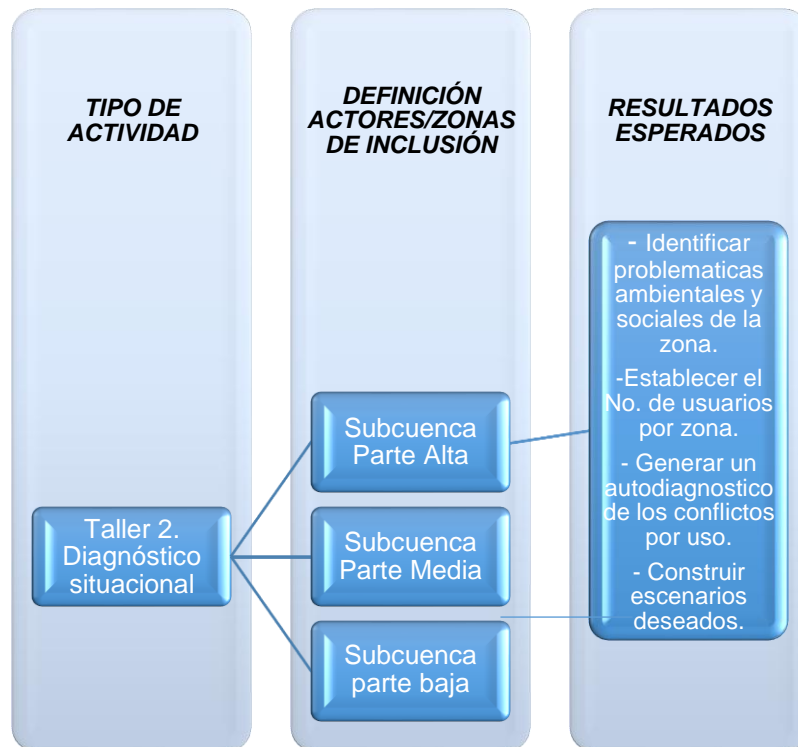 TIPO DE
ACTIVIDAD
DEFINICIÓN
ACTORES/ZONAS
DE INCLUSIÓN
RESULTADOS
ESPERADOS
Taller 2.
Diagnóstico
situacional
Subcuenca
Parte Alta
Subcuenca
Parte Media
Subcuenca
parte baja
- Identificar
problematicas
ambientales y
sociales de la
zona.
-Establecer el
No. de usuarios
por zona.
- Generar un
autodiagnostico
de los conflictos
por uso.
- Construir
escenarios
deseados.